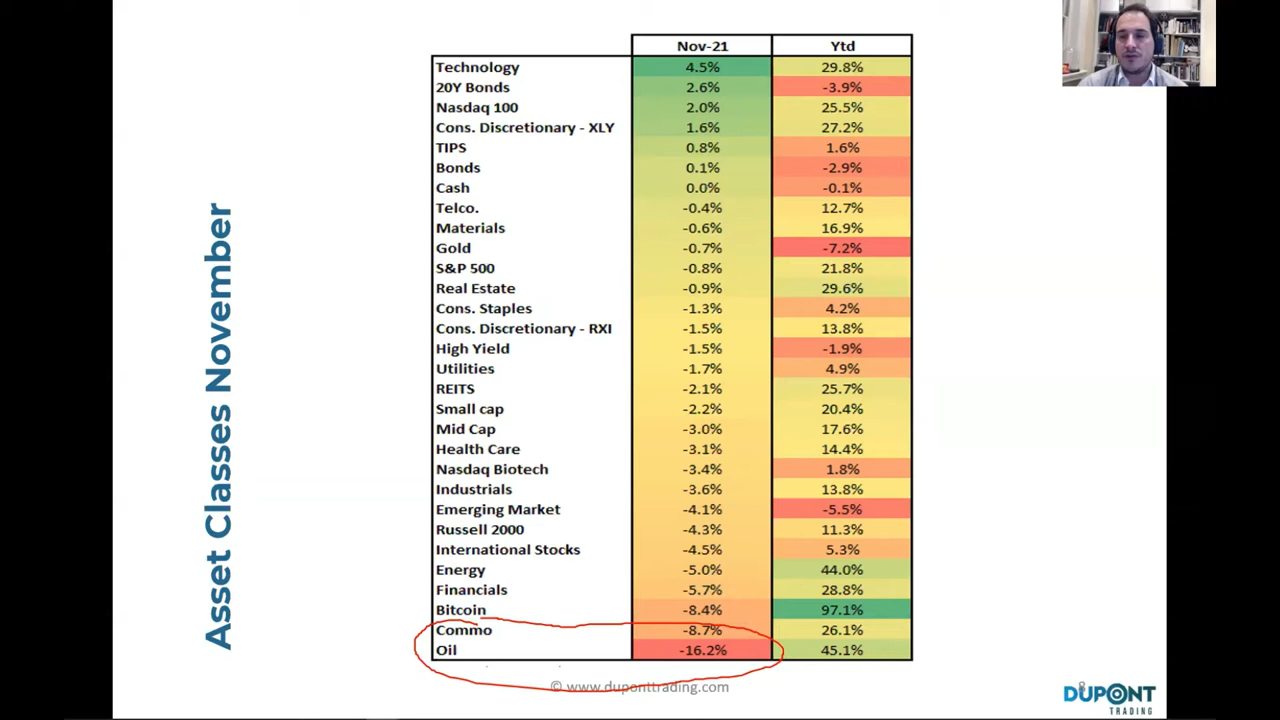 Asset Classes November
Nov-21 Ytd
Technology 4.5% 29.8%
20Y Bonds 2.6% -3.9%
Nasdaq 100 2.0% 25.5%
Cons. Discretionary - XLY 1.6% 27.2%
TIPS 0.8% 1.6%
Bonds 0.1% -2.9%
Cash 0.0% -0.1%
Telco. -0.4% 12.7%
Materials -0.6% 16.9%
Gold -0.7% -7.2%
S&P 500 -0.8% 21.8%
Real Estate -0.9% 29.6%
Cons. Staples -1.3% 4.2%
Cons. Discretionary - RXI -1.5% 13.8%
High Yield -1.5% -1.9%
Utilities -1.7% 4.9%
REITS -2.1% 25.7%
Small cap -2.2% 20.4%
Mid Cap -3.0% 17.6%
Health Care -3.1% 14.4%
Nasdaq Biotech -3.4% 1.8%
Industrials -3.6% 13.8%
Emerging Market -4.1% -5.5%
Russell 2000 -4.3% 11.3%
International Stocks -4.5% 5.3%
Energy -5.0% 44.0%
Financials -5.7% 28.8%
Bitcoin -8.4% 97.1%
Commo -8.7% 26.1%
Oil -16.2% 45.1%
© www.duponttrading.com
8
DUPONT
TRADING